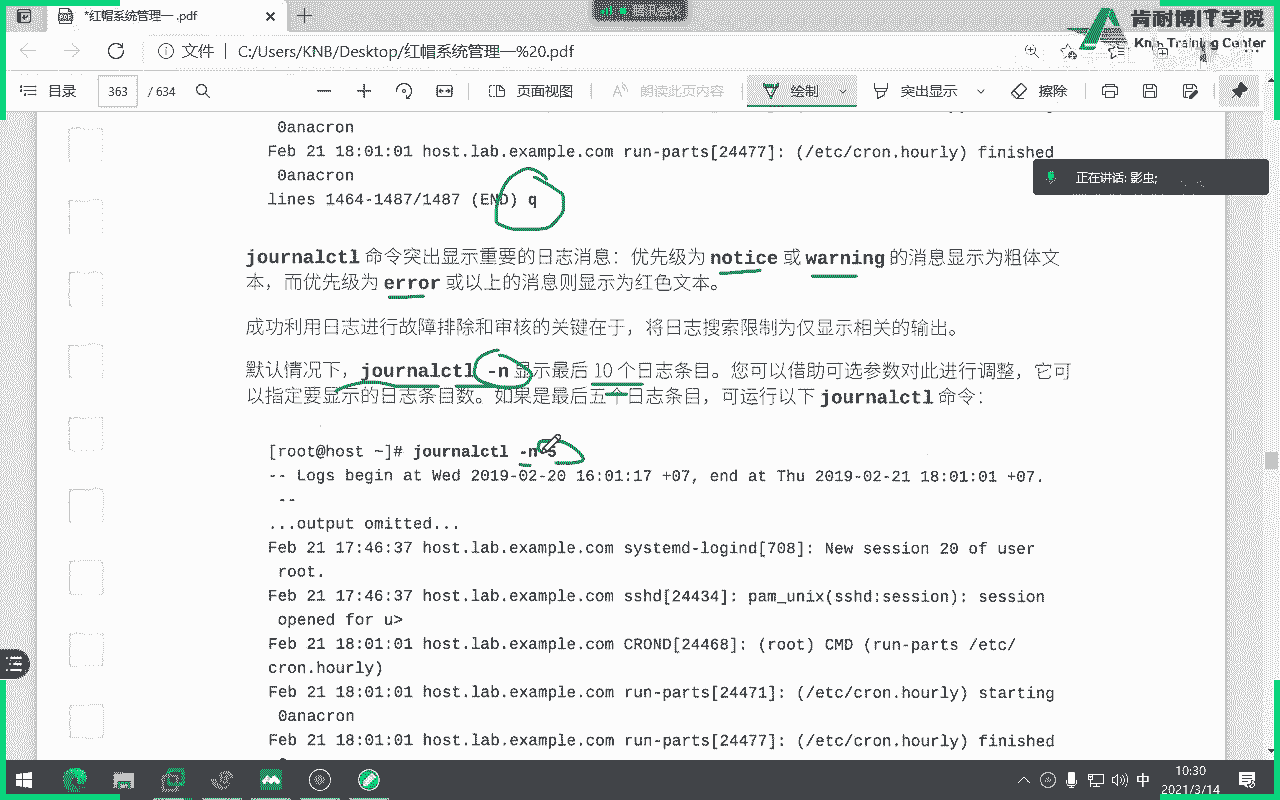 *红帽系统管理一 .pdf
肯耐博IT学院
KNB Training Center
文件 | C:/Users/KNB/Desktop/红帽系统管理一%20.pdf
目录 363 / 634 页面视图 朗读此页内容 绘制 突出显示 擦除
0anacron
Feb 21 18:01:01 host.lab.example.com run-parts[24477]: (/etc/cron.hourly) finished
0anacron
正在讲话: 影虫;
lines 1464-1487/1487 (END) q
journalctl 命令突出显示重要的日志消息：优先级为 notice 或 warning 的消息显示为粗体文
本，而优先级为 error 或以上的消息则显示为红色文本。
成功利用日志进行故障排除和审核的关键在于，将日志搜索限制为仅显示相关的输出。
默认情况下，journalctl -n 显示最后 10 个日志条目。您可以借助可选参数对此进行调整，它可
以指定要显示的日志条目数。如果是最后五个日志条目，可运行以下 journalctl 命令：
[root@host ~]# journalctl -n 5
-- Logs begin at Wed 2019-02-20 16:01:17 +07, end at Thu 2019-02-21 18:01:01 +07.
--
...output omitted...
Feb 21 17:46:37 host.lab.example.com systemd-logind[708]: New session 20 of user
root.
Feb 21 17:46:37 host.lab.example.com sshd[24434]: pam_unix(sshd:session): session
opened for u>
Feb 21 18:01:01 host.lab.example.com CROND[24468]: (root) CMD (run-parts /etc/
cron.hourly)
Feb 21 18:01:01 host.lab.example.com run-parts[24471]: (/etc/cron.hourly) starting
0anacron
Feb 21 18:01:01 host.lab.example.com run-parts[24477]: (/etc/cron.hourly) finished
中
10:30
2021/3/14